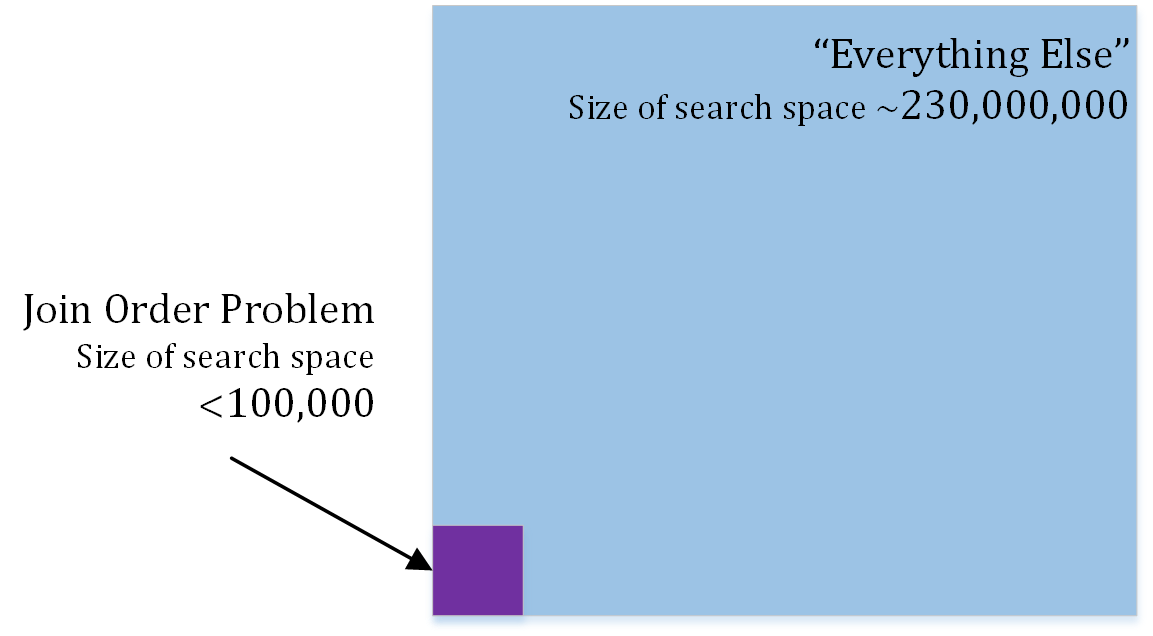 “Everything Else”
Size of search space ~230,000,000
Join Order Problem
Size of search space
<100,000